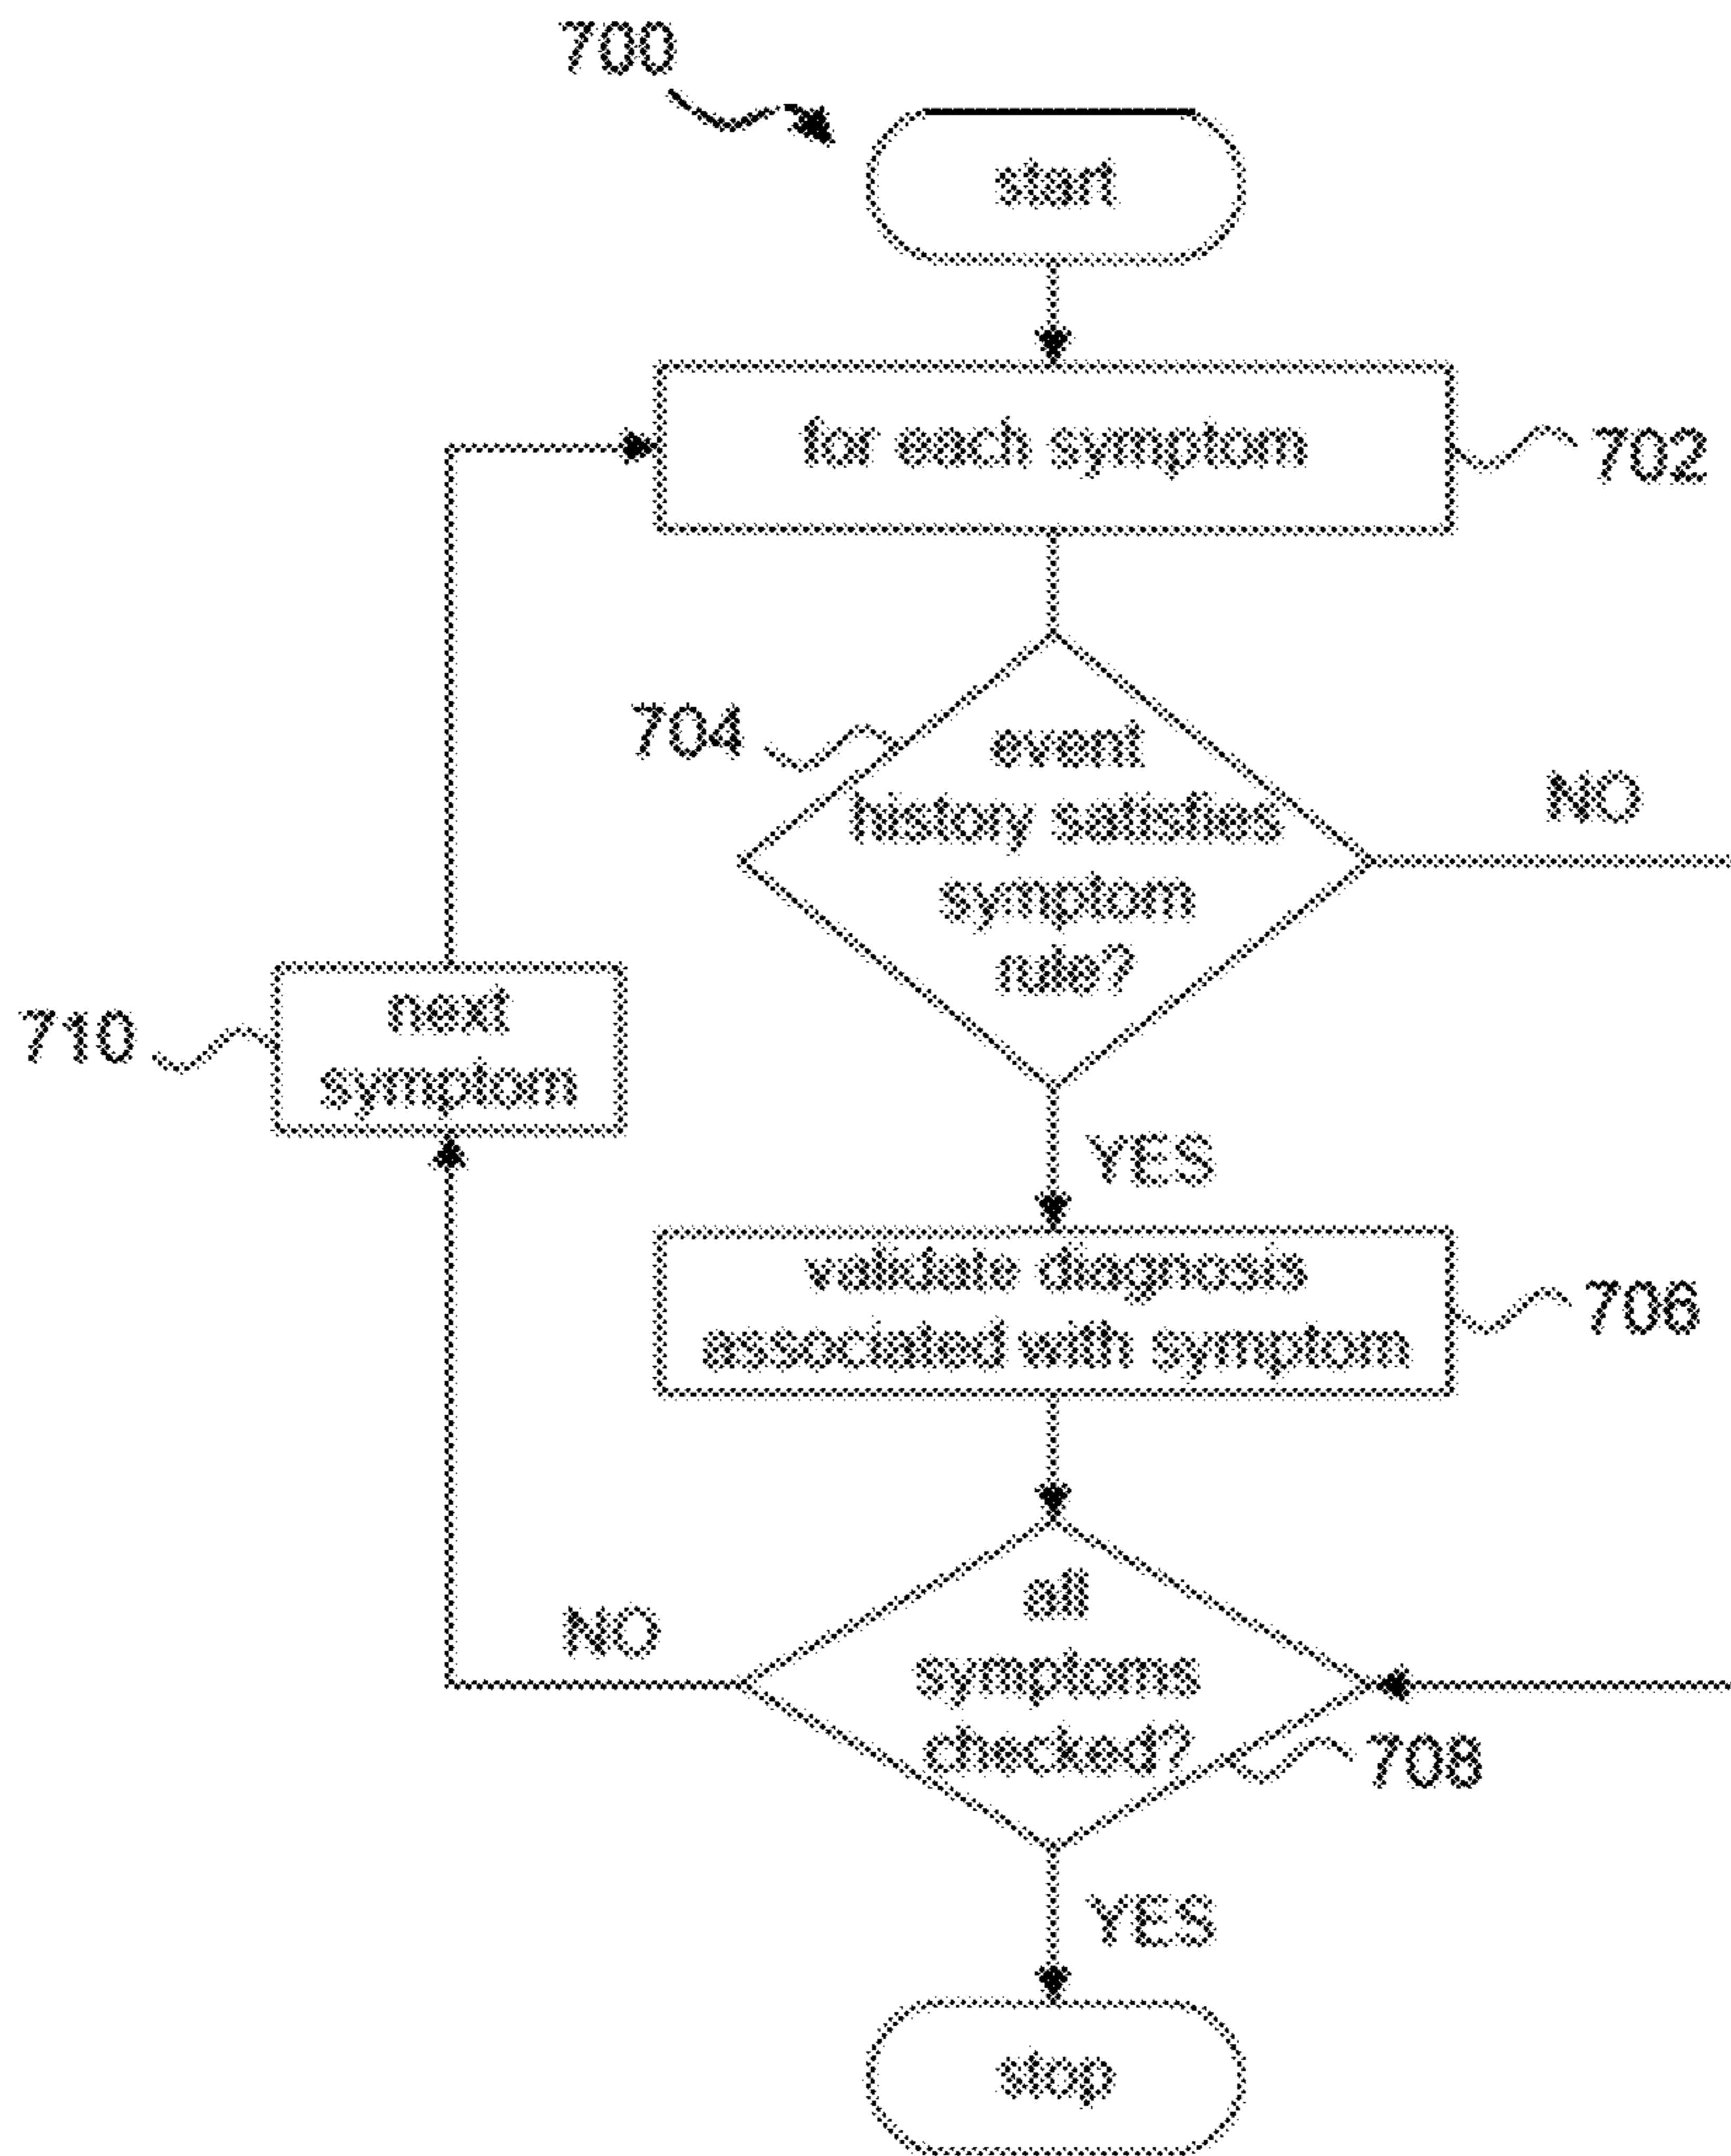 700
start
for each symptom
702
704
event
history satisfies
symptom
rule?
NO
710
next
symptom
YES
validate diagnosis
associated with symptom
706
all
symptoms
checked?
NO
708
YES
stop